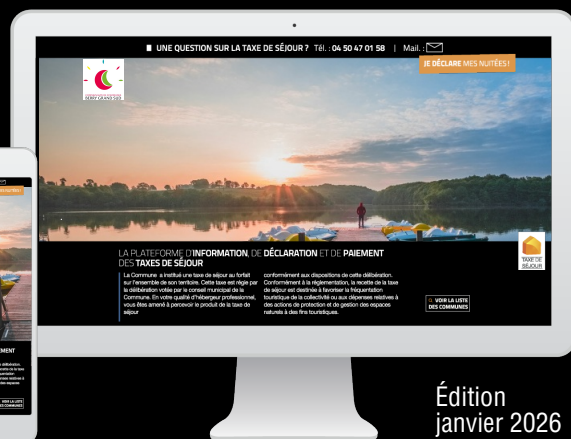 UNE QUESTION SUR LA TAXE DE SÉJOUR ? Tél. : 04 50 47 01 58 | Mail. :
JE DÉCLARE MES NUITÉES !
BERRY GRAND SUD
LA PLATEFORME D'INFORMATION, DE DÉCLARATION ET DE PAIEMENT
DES TAXES DE SÉJOUR
La Commune a institué une taxe de séjour au forfait
sur l'ensemble de son territoire. Cette taxe est régie par
la délibération votée par le conseil municipal de la
Commune. En votre qualité d'hébergeur professionnel,
vous êtes amené à percevoir le produit de la taxe de
séjour
conformément aux dispositions de cette délibération.
Conformément à la réglementation, la recette de la taxe
de séjour est destinée à favoriser la fréquentation
touristique de la collectivité ou aux dépenses relatives à
des actions de protection et de gestion des espaces
naturels à des fins touristiques.
TAXE DE
SÉJOUR
VOIR LA LISTE
DES COMMUNES
Édition
janvier 2026